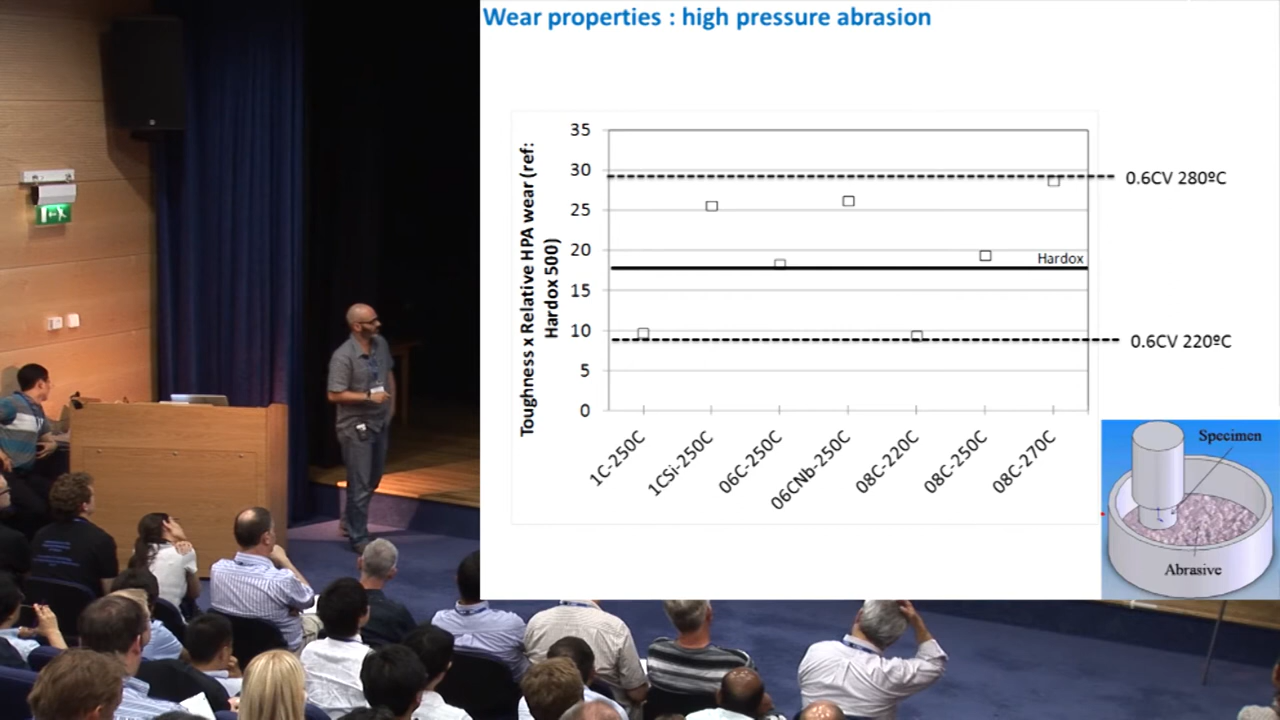 Wear properties : high pressure abrasion
Toughness x Relative HPA wear (ref:
Hardox 500)
35
30
25
20
15
10
5
0
0.6CV 280ºC
Hardox
0.6CV 220ºC
1C-250C
1CSi-250C
06C-250C
06CNb-250C
08C-220C
08C-250C
08C-270C
Specimen
Abrasive